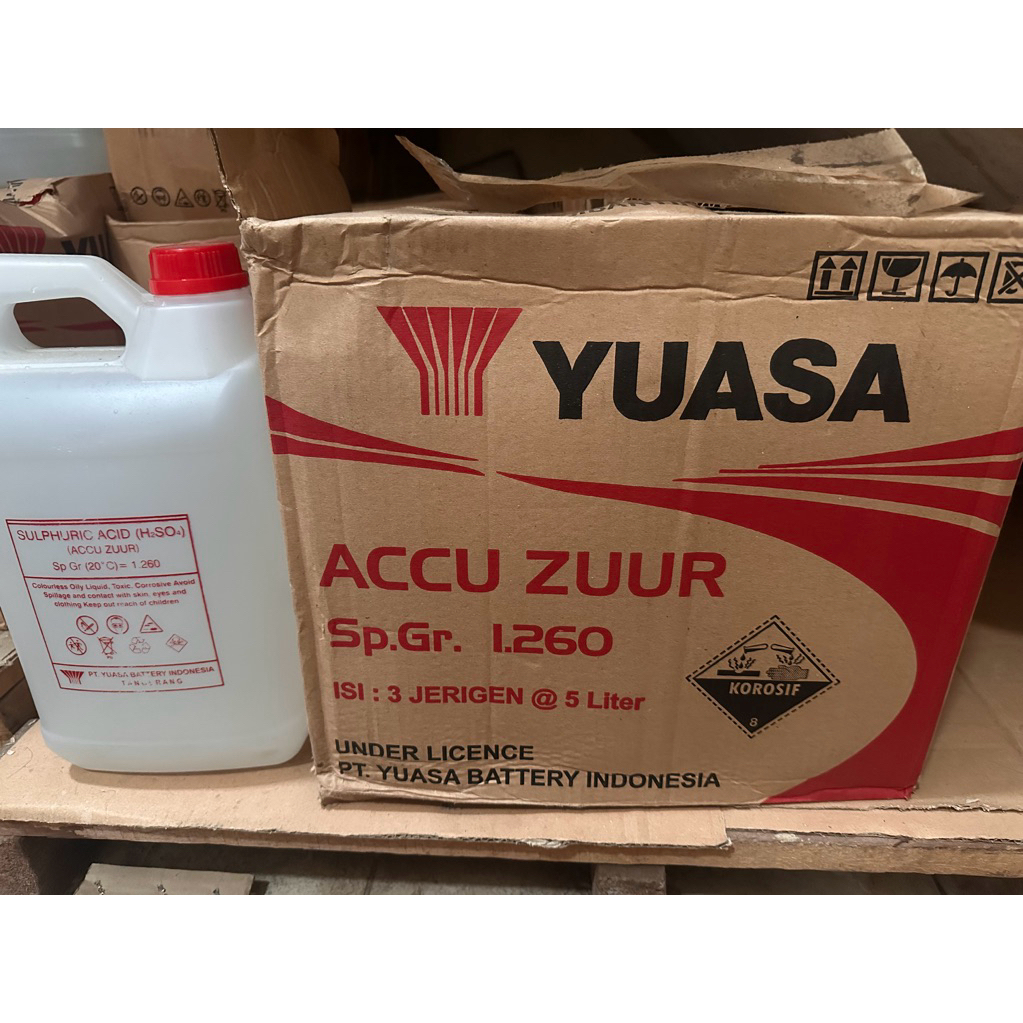 YUASA
ACCU ZUUR
Sp.Gr. 1.260
ISI : 3 JERIGEN @ 5 Liter
KOROSIF
8
UNDER LICENCE
PT. YUASA BATTERY INDONESIA
SULPHURIC ACID (H₂SO₄)
(ACCU ZUUR)
Sp Gr (20°C) = 1.260
Colourless Oily Liquid, Toxic, Corrosive Avoid
Spillage and contact with skin, eyes and
clothing Keep out reach of children
PT. YUASA BATTERY INDONESIA
TANGERANG
YU